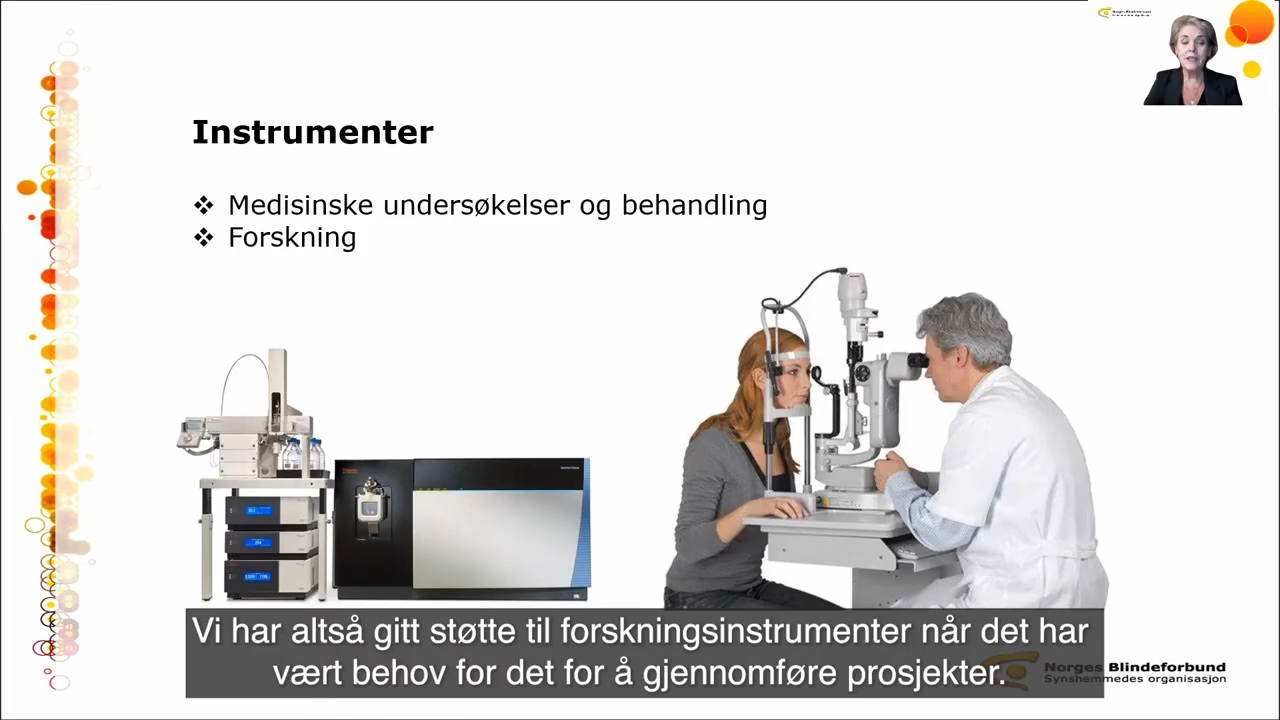 Instrumenter
❖ Medisinske undersøkelser og behandling
❖ Forskning
Vi har altså gitt støtte til forskningsinstrumenter når det har
vært behov for det for å gjennomføre prosjekter.
Norges Blindeforbund
Synshemmedes organisasjon